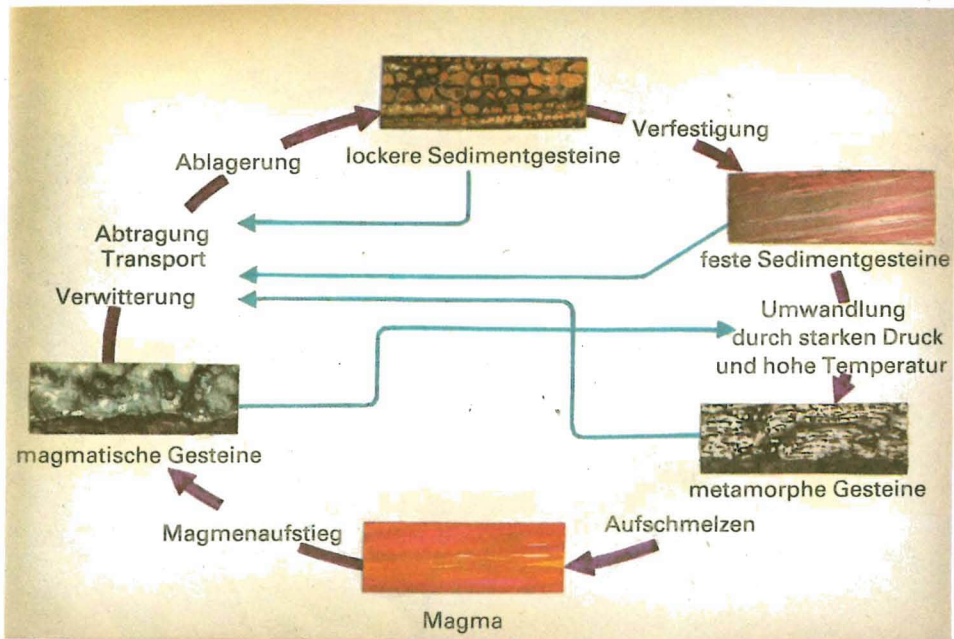 Verfestigung
Ablagerung
lockere Sedimentgesteine
Abtragung
Transport
feste Sedimentgesteine
Verwitterung
Umwandlung
durch starken Druck
und hohe Temperatur
magmatische Gesteine
metamorphe Gesteine
Magmenaufstieg
Aufschmelzen
Magma